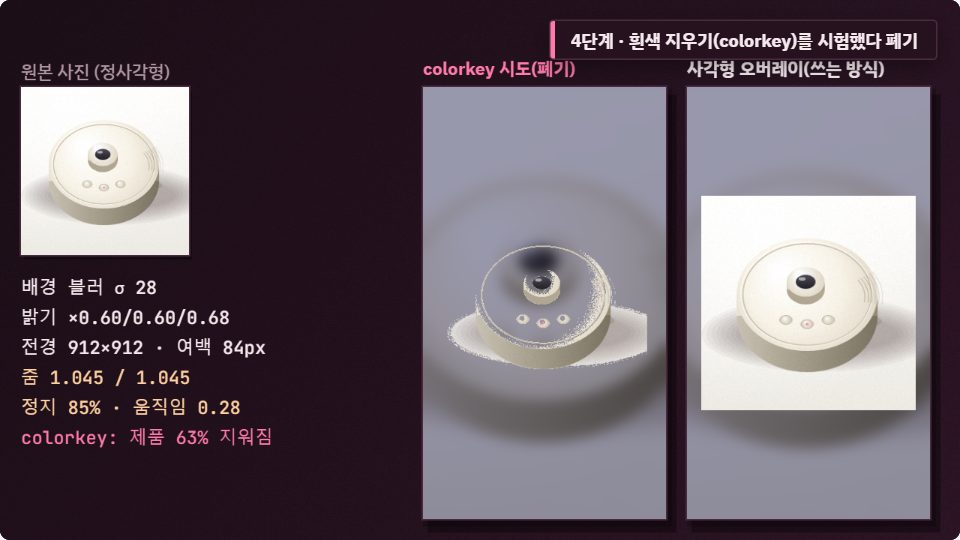 4단계 · 흰색 지우기(colorkey)를 시험했다 폐기
원본 사진 (정사각형)
colorkey 시도(폐기)
사각형 오버레이(쓰는 방식)
배경 블러 σ 28
밝기 ×0.60/0.60/0.68
전경 912×912 · 여백 84px
줌 1.045 / 1.045
정지 85% · 움직임 0.28
colorkey: 제품 63% 지워짐